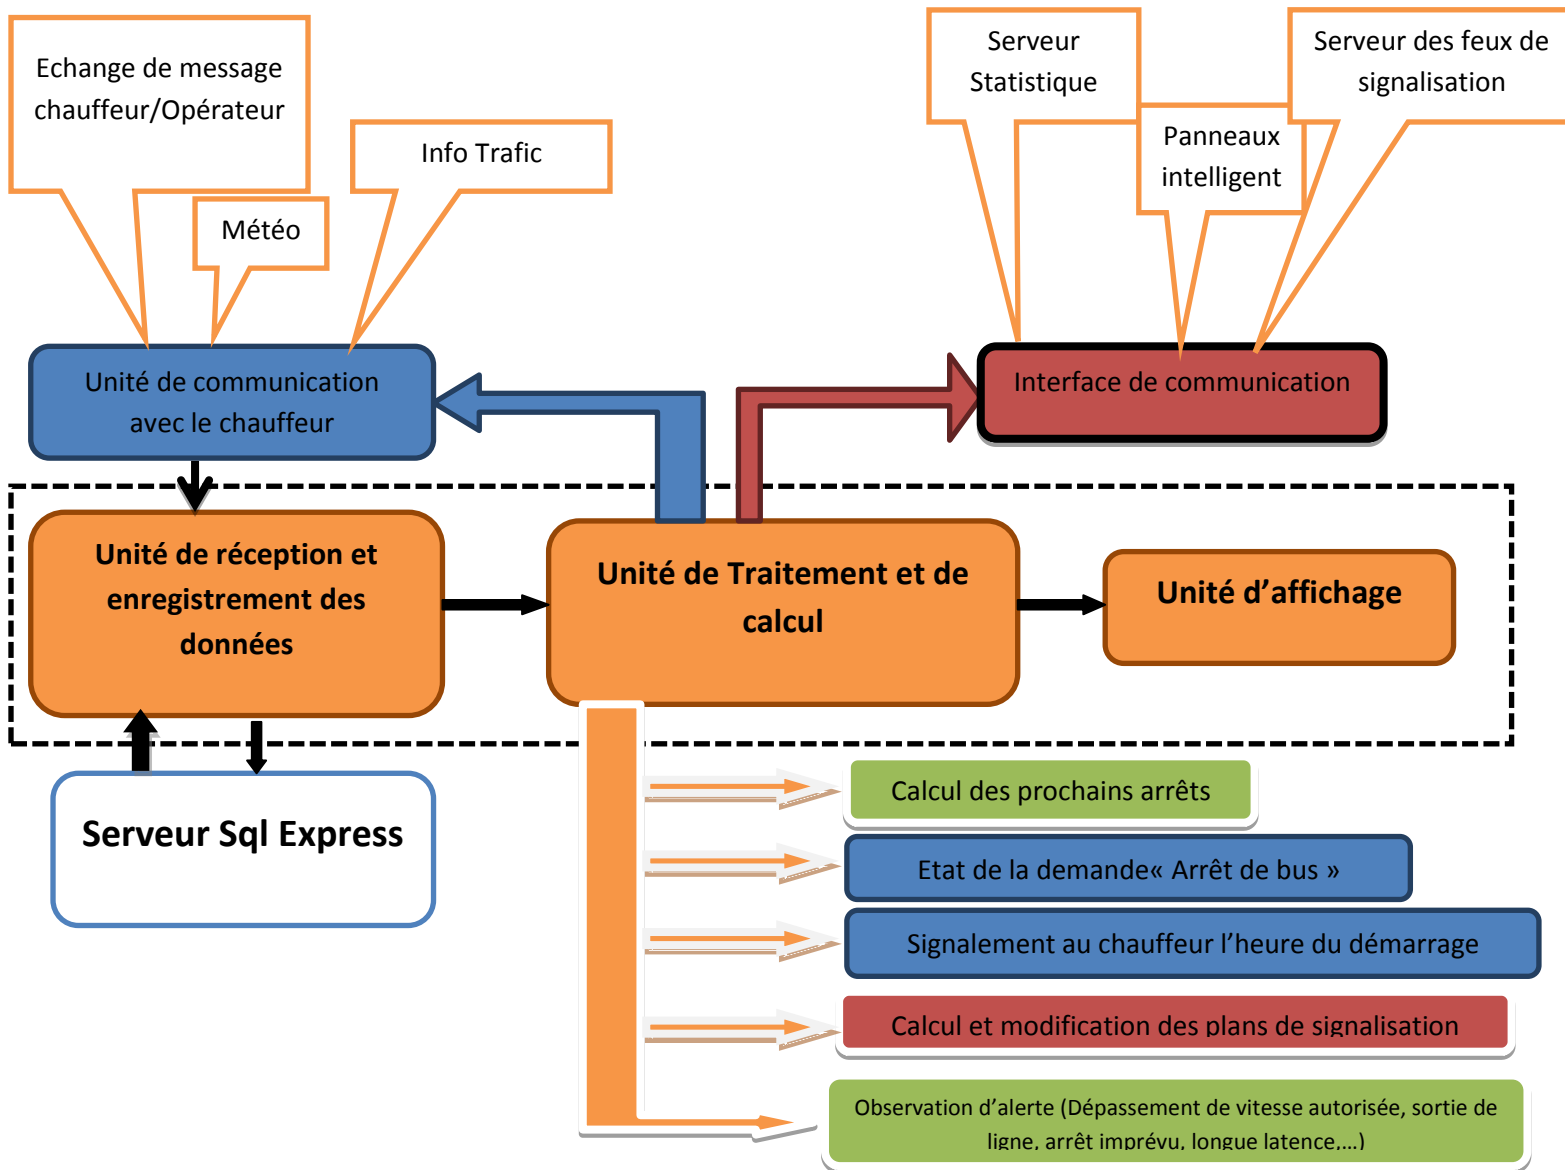 Echange de message
chauffeur/Opérateur
Info Trafic
Météo
Serveur
Statistique
Panneaux
intelligent
Serveur des feux de
signalisation
Unité de communication
avec le chauffeur
Interface de communication
Unité de réception et
enregistrement des
données
Unité de Traitement et de
calcul
Unité d’affichage
Serveur Sql Express
Calcul des prochains arrêts
Etat de la demande« Arrêt de bus »
Signalement au chauffeur l’heure du démarrage
Calcul et modification des plans de signalisation
Observation d’alerte (Dépassement de vitesse autorisée, sortie de
ligne, arrêt imprévu, longue latence,…)